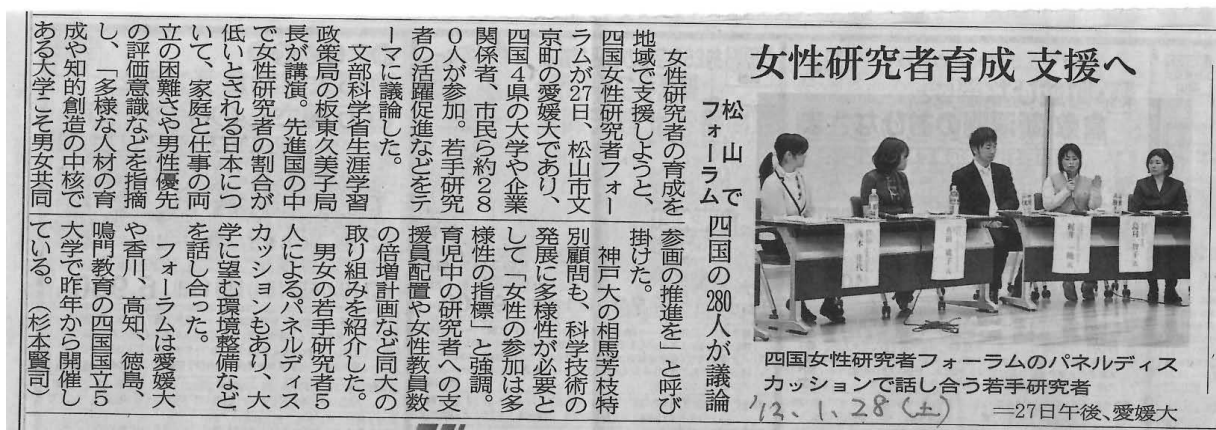 女性研究者育成 支援へ
松山で
フォーラム
四国の280人が議論
女性研究者の育成を
地域で支援しようと、
四国女性研究者フォー
ラムが27日、松山市文
京町の愛媛大であり、
四国4県の大学や企業
関係者、市民ら約28
0人が参加。若手研究
者の活躍促進などをテ
ーマに議論した。
文部科学省生涯学習
政策局の板東久美子局
長が講演。先進国の中
で女性研究者の割合が
低いとされる日本につ
いて、家庭と仕事の両
立の困難さや男性優先
の評価意識などを指摘
し、「多様な人材の育
成や知的創造の中核で
ある大学こそ男女共同
参画の推進を」と呼び
掛けた。
神戸大の相馬芳枝特
別顧問も、科学技術の
発展に多様性が必要と
して「女性の参加は多
様性の指標」と強調。
育児中の研究者への支
援員配置や女性教員数
の倍増計画など同大の
取り組みを紹介した。
男女の若手研究者5
人によるパネルディス
カッションもあり、大
学に望む環境整備など
を話し合った。
フォーラムは愛媛大
や香川、高知、徳島、
鳴門教育の四国国立5
大学で昨年から開催し
ている。（杉本賢司）
四国女性研究者フォーラムのパネルディス
カッションで話し合う若手研究者
＝27日午後、愛媛大
'12.1.28(土)